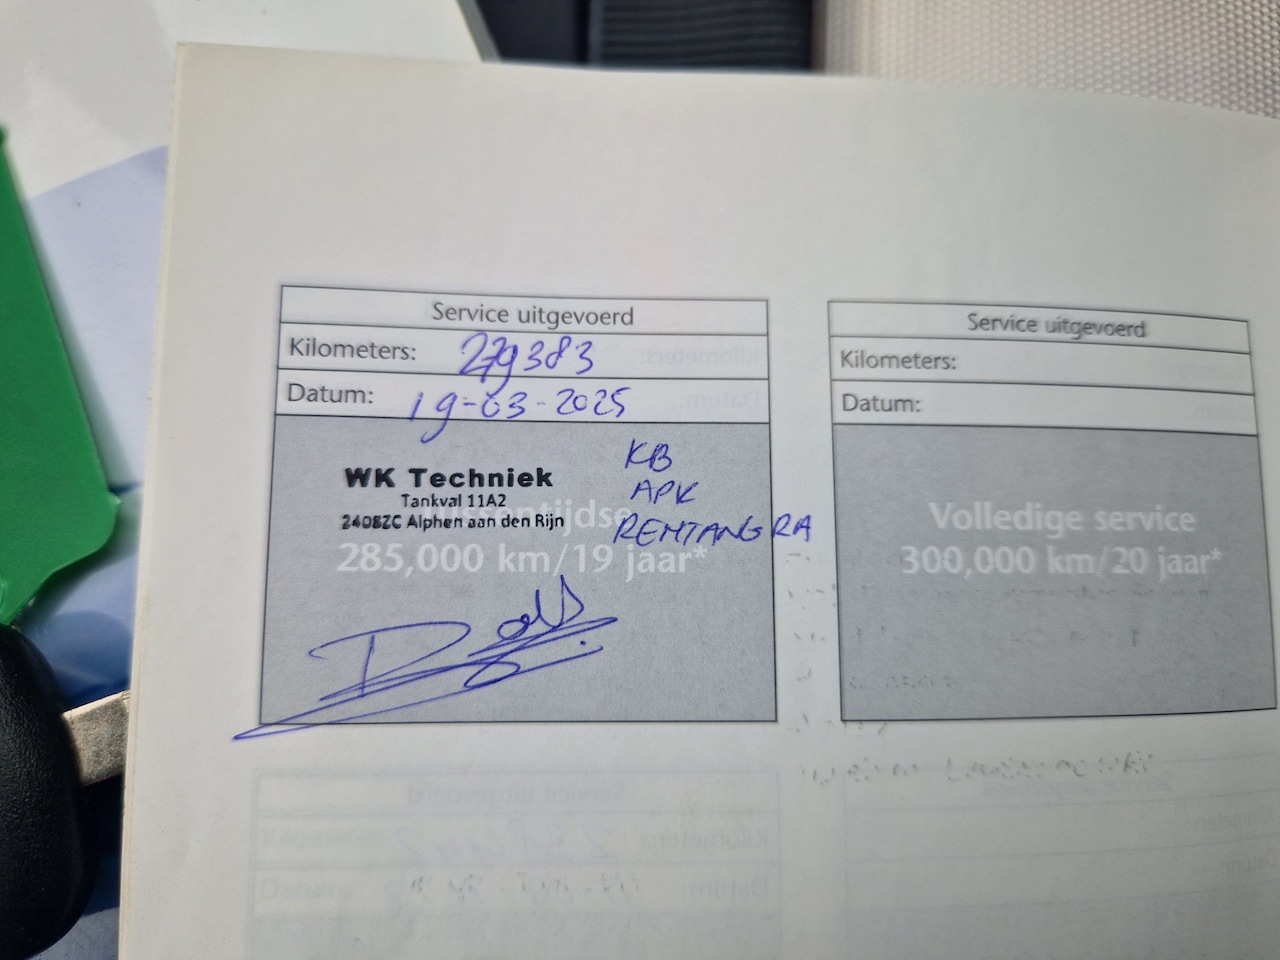 Service uitgevoerd
Kilometers: 279383
Datum: 19-03-2025
WK Techniek
Tankval 11A2
2408ZC Alphen aan den Rijn
KB
APK
REMTANG RA
Tussentijdse
285,000 km/19 jaar*
Service uitgevoerd
Kilometers:
Datum:
Volledige service
300,000 km/20 jaar*